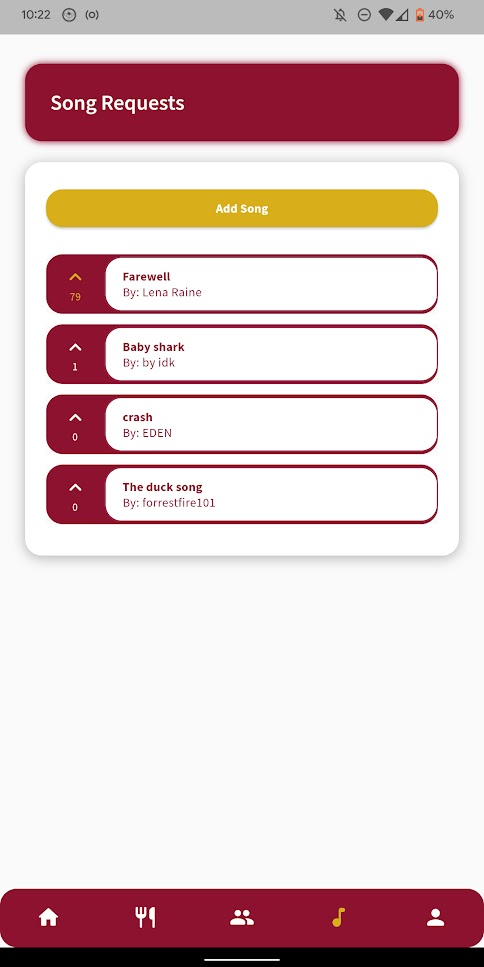 10:22
40%
Song Requests
Add Song
Farewell
79
By: Lena Raine
Baby shark
1
By: by idk
crash
0
By: EDEN
The duck song
0
By: forrestfire101